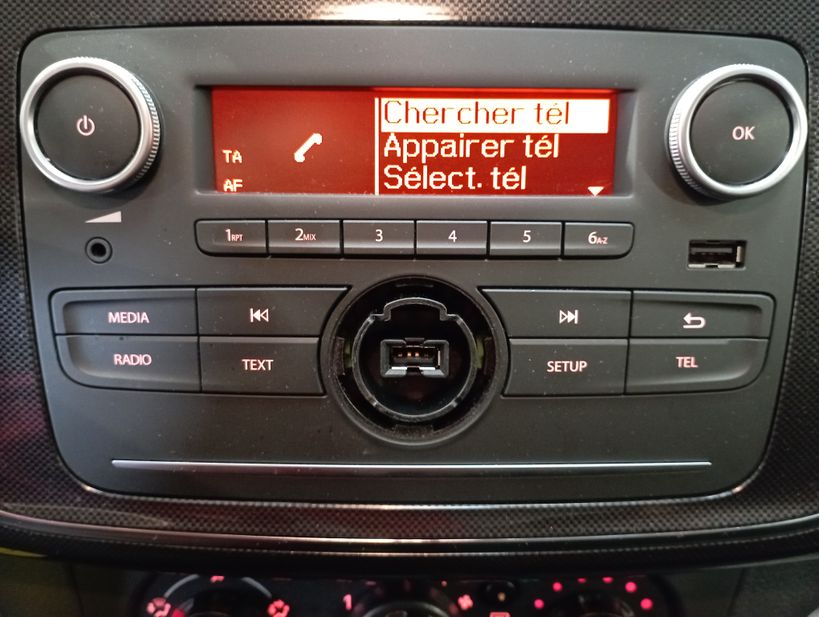 Chercher tél
TA Appairer tél
AF Sélect. tél
OK
1RPT 2MIX 3 4 5 6A-Z
MEDIA
RADIO TEXT SETUP TEL
1